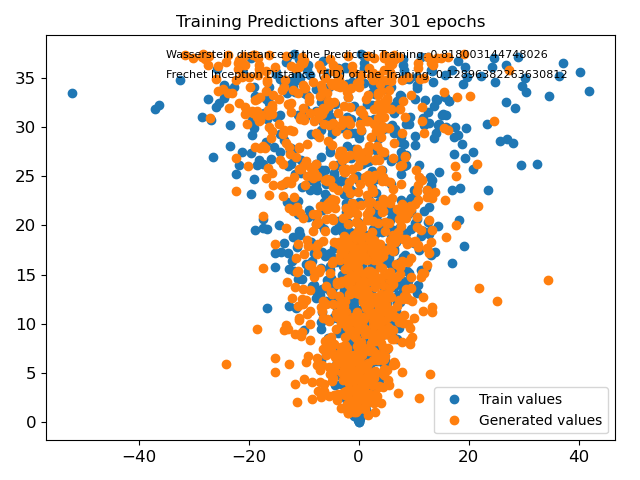 Training Predictions after 301 epochs
Wasserstein distance of the Predicted Training: 0.818003144748026
Frechet Inception Distance (FID) of the Training: 0.12896382263630812
35
30
25
20
15
10
5
0
−40
−20
0
20
40
Train values
Generated values